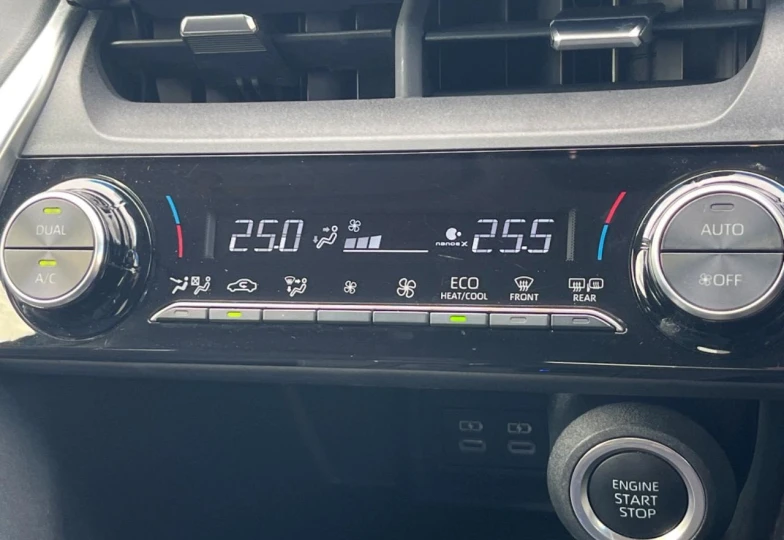 DUAL
A/C
25.0
nanoe X
25.5
AUTO
OFF
ECO
HEAT/COOL
FRONT
REAR
ENGINE
START
STOP